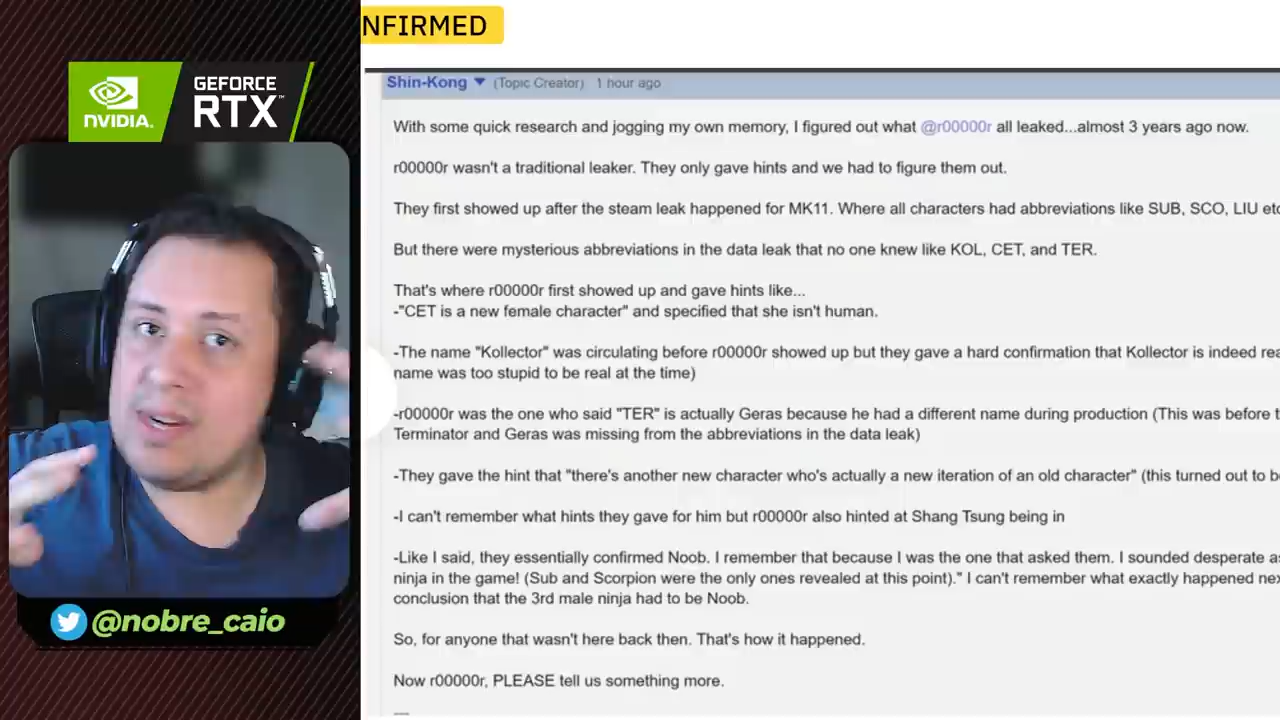 NFIRMED
NVIDIA.
GEFORCE
RTX™
@nobre_caio
Shin-Kong (Topic Creator) 1 hour ago
With some quick research and jogging my own memory, I figured out what @r00000r all leaked...almost 3 years ago now.
r00000r wasn't a traditional leaker. They only gave hints and we had to figure them out.
They first showed up after the steam leak happened for MK11. Where all characters had abbreviations like SUB, SCO, LIU etc
But there were mysterious abbreviations in the data leak that no one knew like KOL, CET, and TER.
That's where r00000r first showed up and gave hints like...
-"CET is a new female character" and specified that she isn't human.
-The name "Kollector" was circulating before r00000r showed up but they gave a hard confirmation that Kollector is indeed rea
name was too stupid to be real at the time)
-r00000r was the one who said "TER" is actually Geras because he had a different name during production (This was before t
Terminator and Geras was missing from the abbreviations in the data leak)
-They gave the hint that "there's another new character who's actually a new iteration of an old character" (this turned out to be
-I can't remember what hints they gave for him but r00000r also hinted at Shang Tsung being in
-Like I said, they essentially confirmed Noob. I remember that because I was the one that asked them. I sounded desperate as
ninja in the game! (Sub and Scorpion were the only ones revealed at this point)." I can't remember what exactly happened nex
conclusion that the 3rd male ninja had to be Noob.
So, for anyone that wasn't here back then. That's how it happened.
Now r00000r, PLEASE tell us something more.